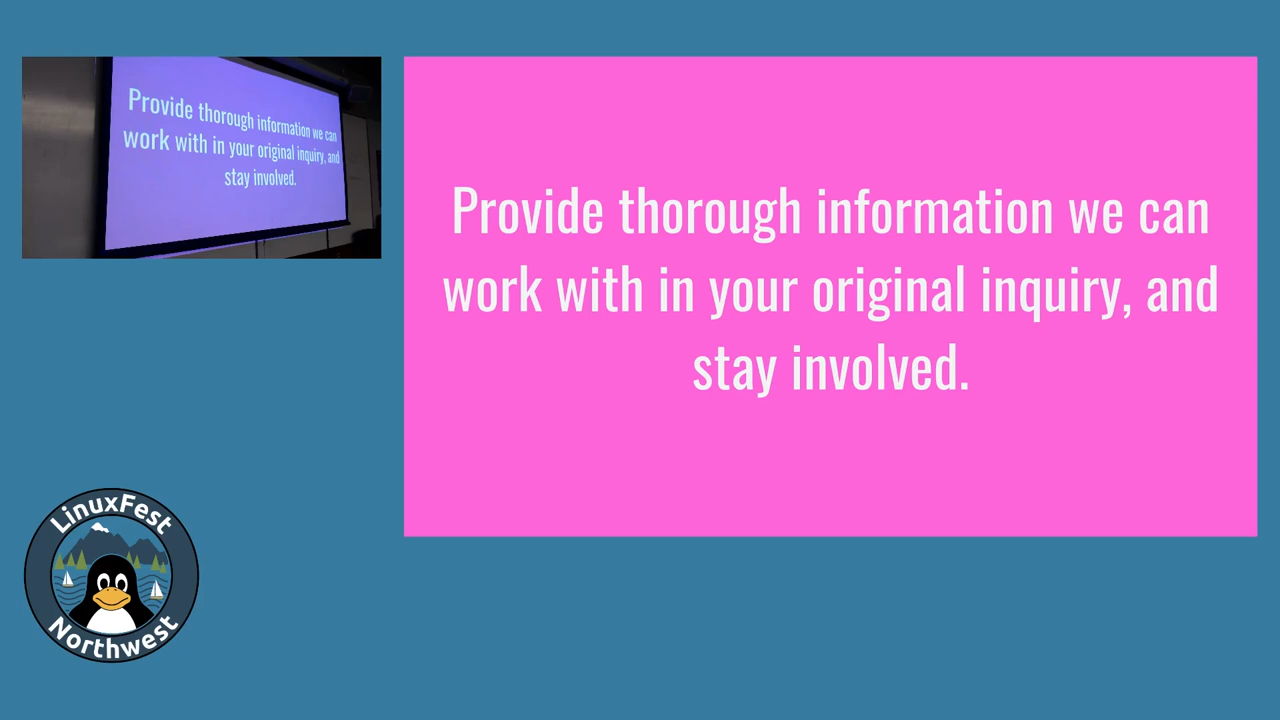 Provide thorough information we can
work with in your original inquiry, and
stay involved.
Provide thorough information we can
work with in your original inquiry, and
stay involved.
LinuxFest
Northwest